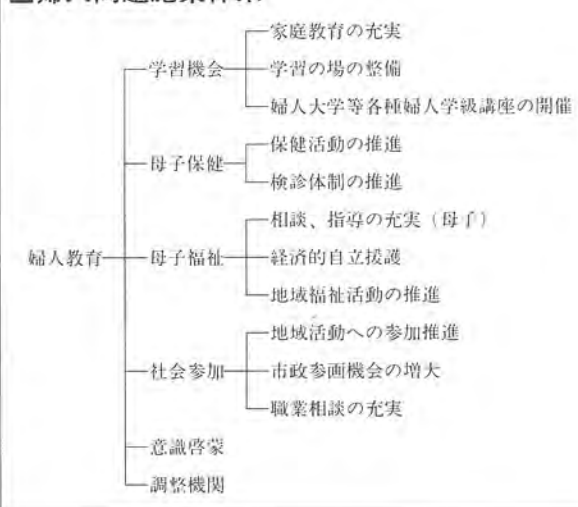 家庭教育の充実
学習機会
学習の場の整備
婦人大学等各種婦人学級講座の開催
保健活動の推進
母子保健
検診体制の推進
相談、指導の充実（母子）
婦人教育
母子福祉
経済的自立援護
地域福祉活動の推進
地域活動への参加推進
社会参加
市政参画機会の増大
職業相談の充実
意識啓蒙
調整機関